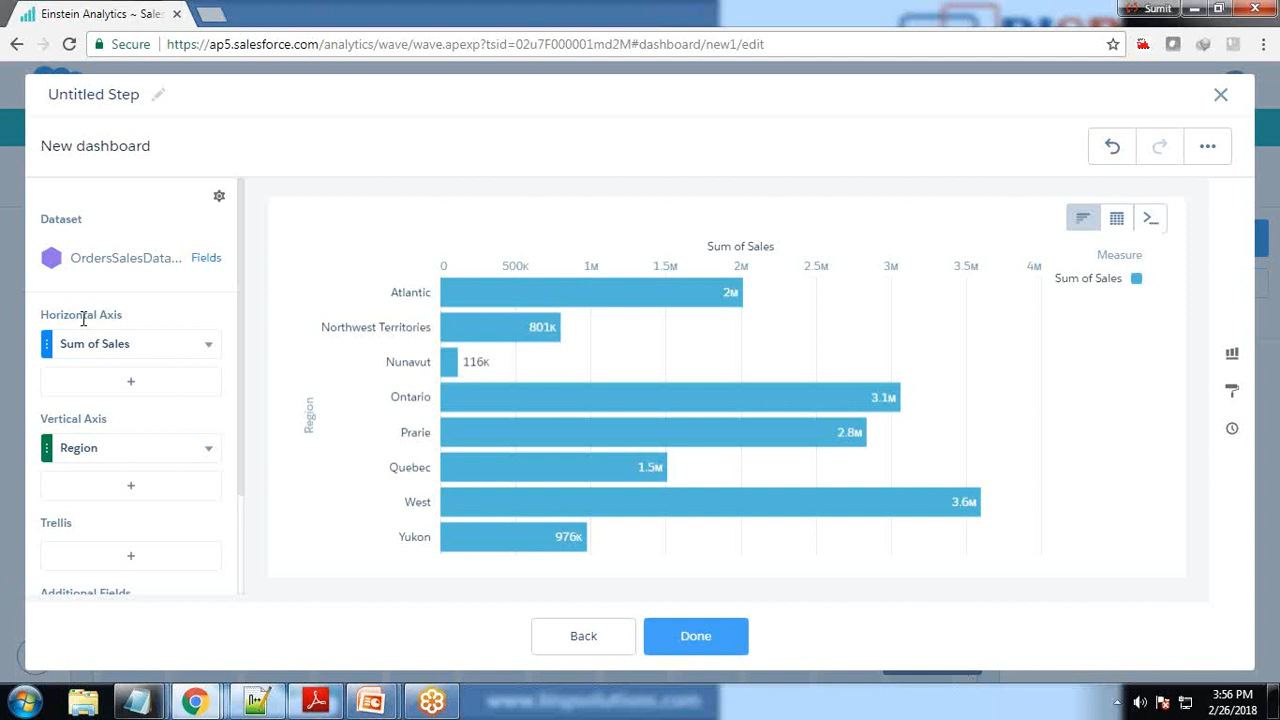 Einstein Analytics ~ Sales
Sumit
Secure
https://ap5.salesforce.com/analytics/wave/wave.apexp?tsid=02u7F000001md2M#dashboard/new1/edit
Untitled Step
New dashboard
Dataset
OrdersSalesData... Fields
Horizontal Axis
Sum of Sales
+
Vertical Axis
Region
+
Trellis
+
Additional Fields
Sum of Sales
0 500K 1M 1.5M 2M 2.5M 3M 3.5M 4M
Measure
Sum of Sales
Region
Atlantic 2M
Northwest Territories 801K
Nunavut 116K
Ontario 3.1M
Prarie 2.8M
Quebec 1.5M
West 3.6M
Yukon 976K
Back Done
3:56 PM
2/26/2018